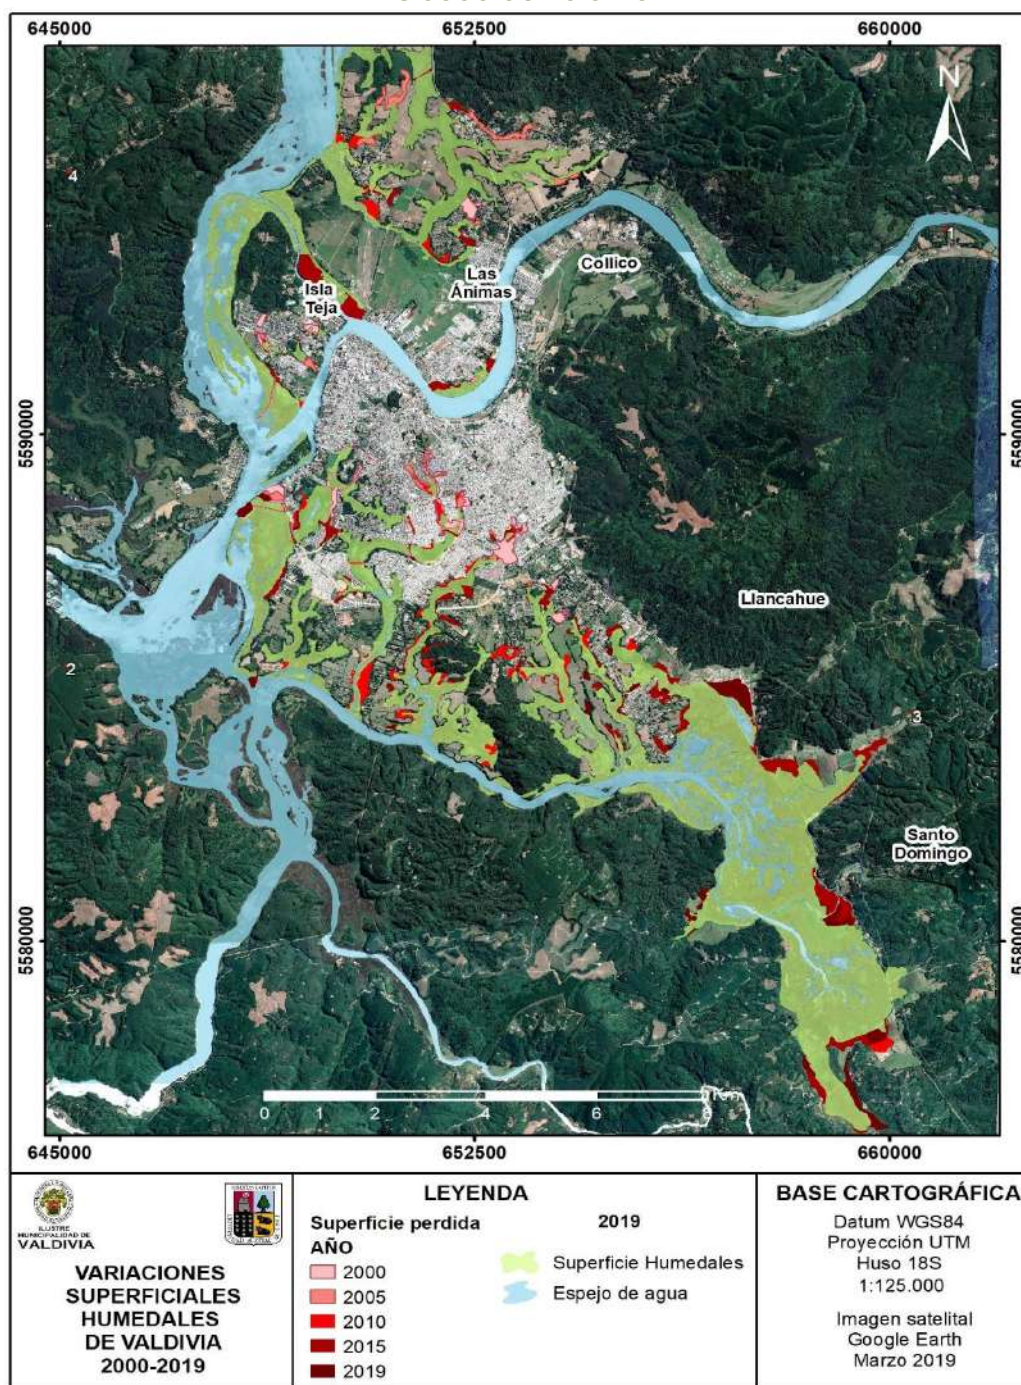 645000
652500
660000
N
4
1
Isla
Teja
Las
Ánimas
Collico
5590000
5590000
Llancahue
2
3
Santo
Domingo
5580000
5580000
0 1 2 4 6 8
Km
645000
652500
660000
ILUSTRE
MUNICIPALIDAD DE
VALDIVIA
VARIACIONES
SUPERFICIALES
HUMEDALES
DE VALDIVIA
2000-2019
LEYENDA
Superficie perdida
AÑO
2000
2005
2010
2015
2019
2019
Superficie Humedales
Espejo de agua
BASE CARTOGRÁFICA
Datum WGS84
Proyección UTM
Huso 18S
1:125.000
Imagen satelital
Google Earth
Marzo 2019